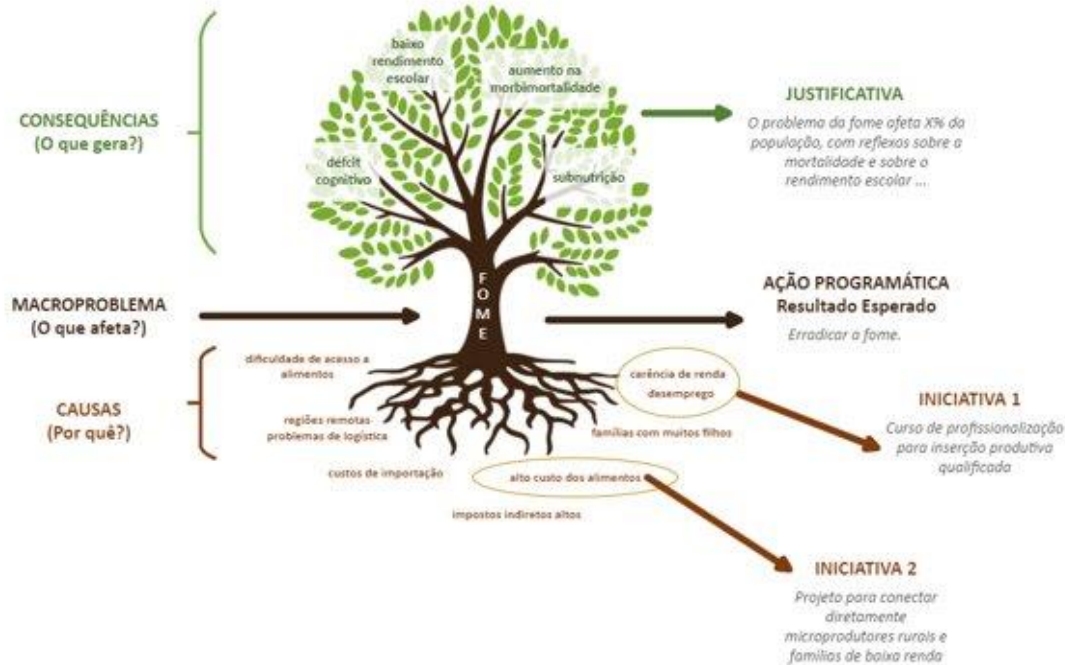 CONSEQUÊNCIAS
(O que gera?)
baixo
rendimento
escolar
aumento na
morbimortalidade
defcit
cognitivo
subnutrição
JUSTIFICATIVA
O problema da fome afeta X% da
população, com reflexos sobre a
mortalidade e sobre o
rendimento escolar ...
MACROPROBLEMA
(O que afeta?)
FOME
AÇÃO PROGRAMÁTICA
Resultado Esperado
Erradicar a fome.
CAUSAS
(Por quê?)
dificuldade de acasso a
alimentos
regiões remotas
problemas de logística
custos de importação
carência de renda
desemprego
famílias com muitos filhos
alto custo dos alimentos
impostos indiretos altos
INICIATIVA 1
Curso de profissionalização
para inserção produtiva
qualificada
INICIATIVA 2
Projeto para conectar
diretamente
microprodutores rurais e
famílias de baixa renda